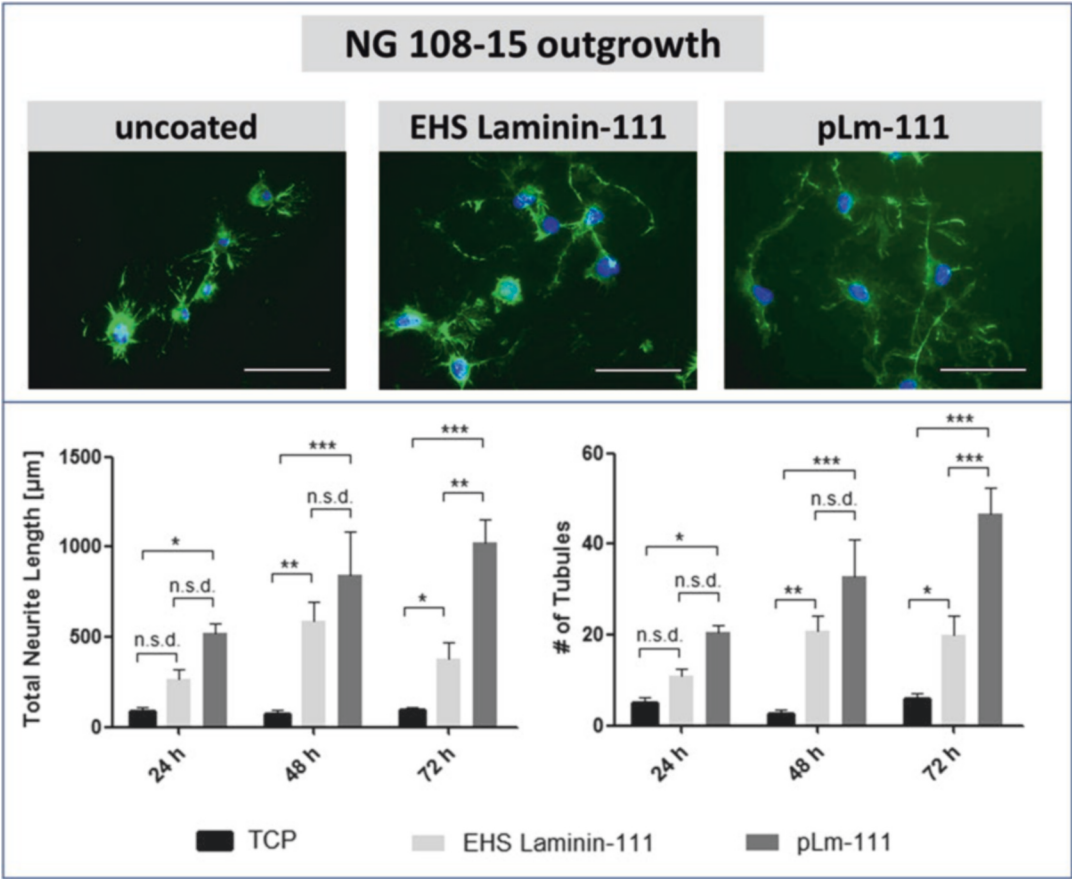 NG 108-15 outgrowth
uncoated
EHS Laminin-111
pLm-111
Total Neurite Length [µm]
1500
1000
500
0
n.s.d.
n.s.d.
*
**
n.s.d.
***
*
**
***
24 h
48 h
72 h
# of Tubules
60
40
20
0
n.s.d.
n.s.d.
*
**
n.s.d.
***
*
***
***
24 h
48 h
72 h
TCP
EHS Laminin-111
pLm-111